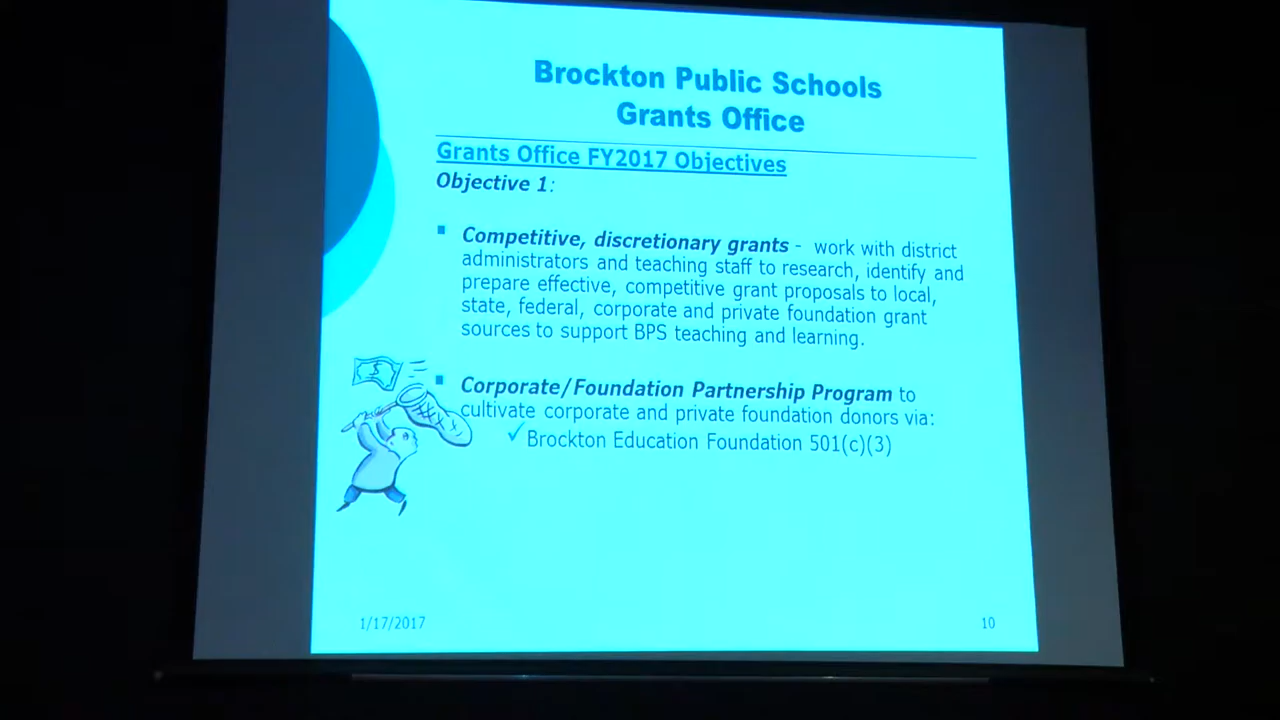 Brockton Public Schools
Grants Office
Grants Office FY2017 Objectives
Objective 1:
▪ Competitive, discretionary grants - work with district
administrators and teaching staff to research, identify and
prepare effective, competitive grant proposals to local,
state, federal, corporate and private foundation grant
sources to support BPS teaching and learning.
$
▪ Corporate/Foundation Partnership Program to
cultivate corporate and private foundation donors via:
✓Brockton Education Foundation 501(c)(3)
1/17/2017
10